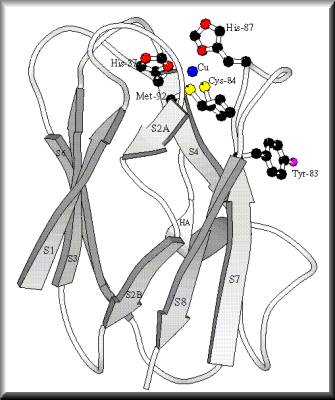 His-87
His-37
Cu
Cys-84
Met-92
S2A
S6
S4
Tyr-83
HA
S1
S3
S7
S2B
S8